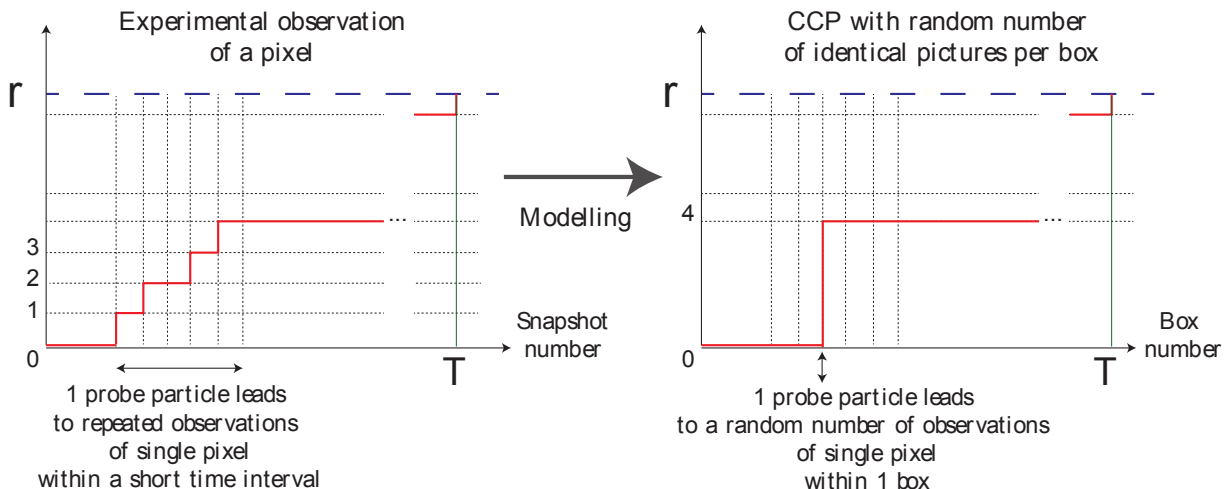 Experimental observation
of a pixel
r
3
2
1
0
...
Snapshot
number
T
1 probe particle leads
to repeated observations
of single pixel
within a short time interval
Modelling
CCP with random number
of identical pictures per box
r
4
0
...
Box
number
T
1 probe particle leads
to a random number of observations
of single pixel
within 1 box